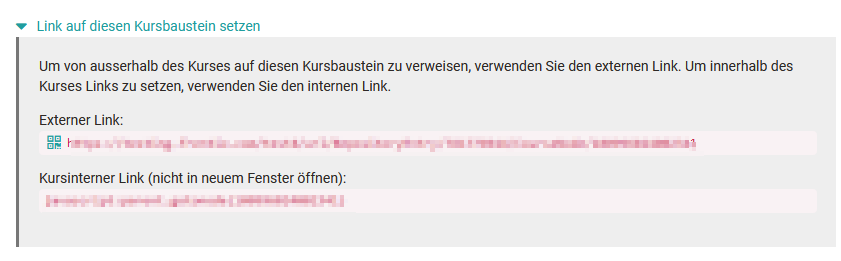 Link auf diesen Kursbaustein setzen
Um von ausserhalb des Kurses auf diesen Kursbaustein zu verweisen, verwenden Sie den externen Link. Um innerhalb des
Kurses Links zu setzen, verwenden Sie den internen Link.
Externer Link:
Kursinterner Link (nicht in neuem Fenster öffnen):